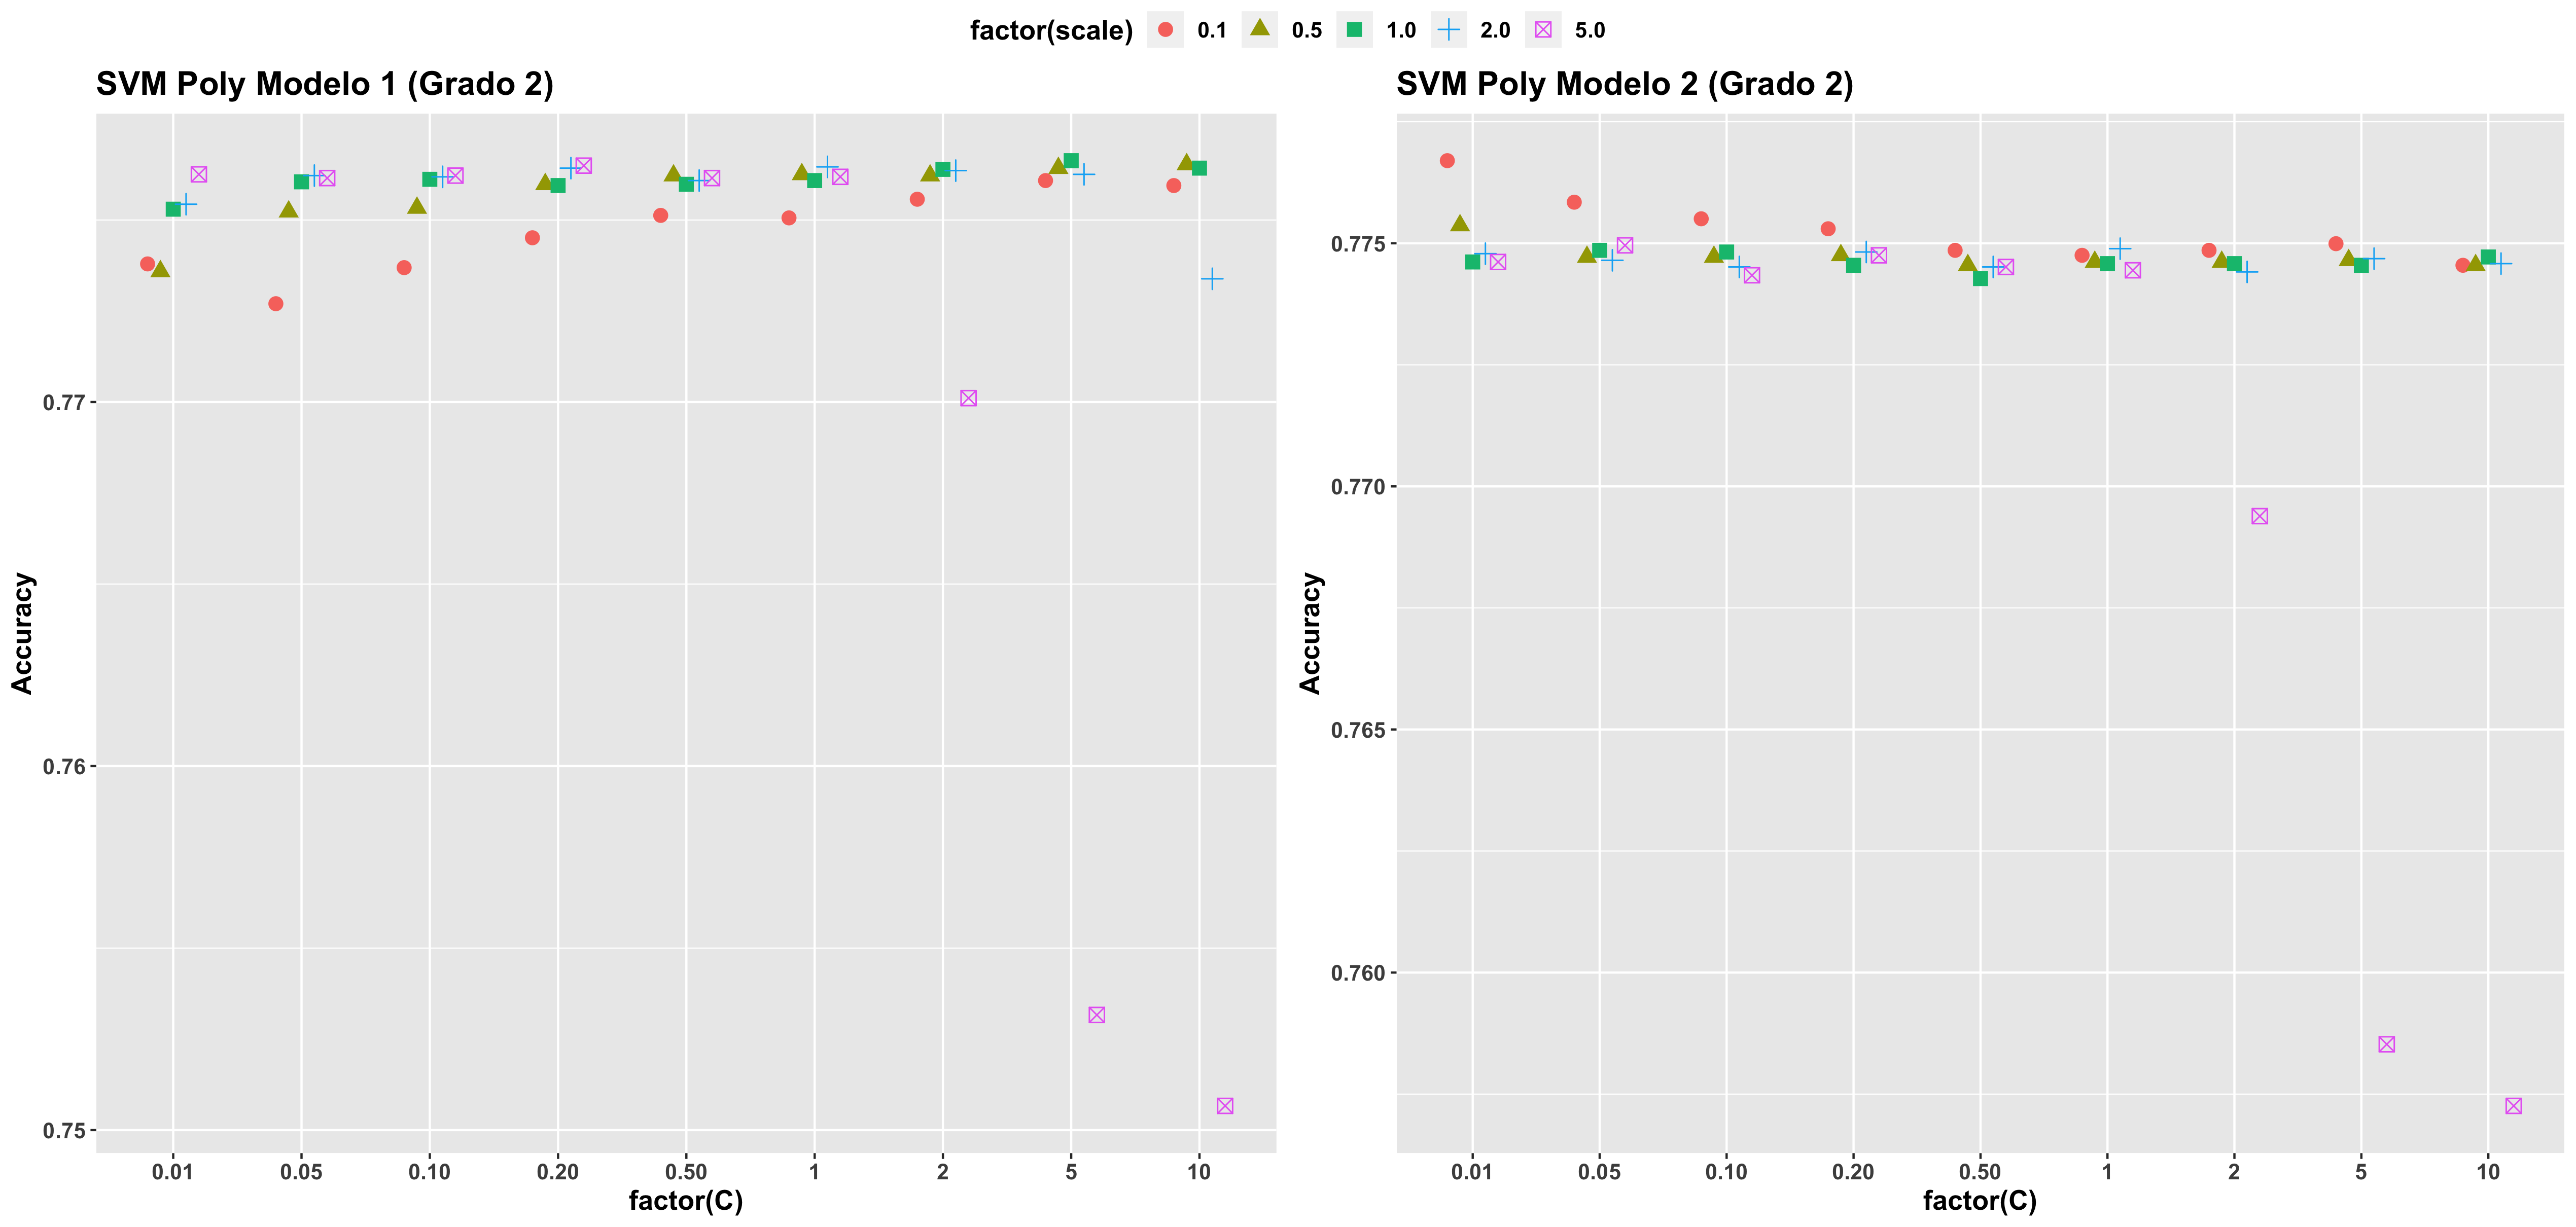 factor(scale) 0.1 0.5 1.0 2.0 5.0
SVM Poly Modelo 1 (Grado 2)
Accuracy
0.77
0.76
0.75
0.01 0.05 0.10 0.20 0.50 1 2 5 10
factor(C)
SVM Poly Modelo 2 (Grado 2)
Accuracy
0.775
0.770
0.765
0.760
0.01 0.05 0.10 0.20 0.50 1 2 5 10
factor(C)